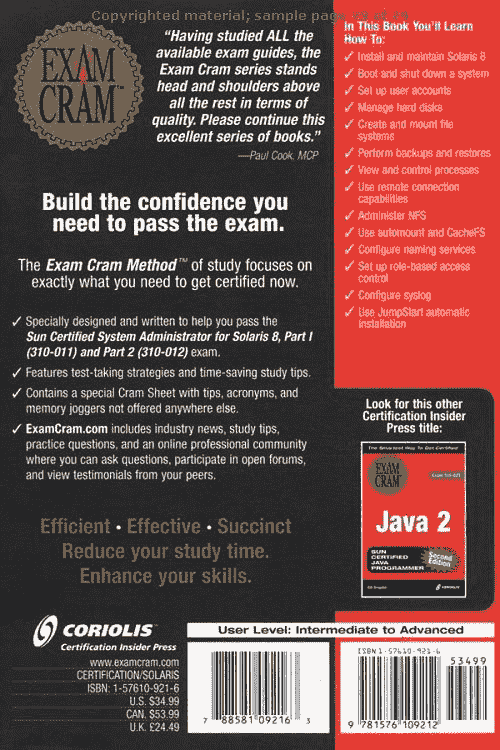 Copyrighted material; sample page
EXAM
CRAM™
"Having studied ALL the
available exam guides, the
Exam Cram series stands
head and shoulders above
all the rest in terms of
quality. Please continue this
excellent series of books."
—Paul Cook, MCP
Build the confidence you
need to pass the exam.
The Exam Cram Method™ of study focuses on
exactly what you need to get certified now.
✓ Specially designed and written to help you pass the
Sun Certified System Administrator for Solaris 8, Part I
(310-011) and Part 2 (310-012) exam.
✓ Features test-taking strategies and time-saving study tips.
✓ Contains a special Cram Sheet with tips, acronyms, and
memory joggers not offered anywhere else.
✓ ExamCram.com includes industry news, study tips,
practice questions, and an online professional community
where you can ask questions, participate in open forums,
and view testimonials from your peers.
Efficient • Effective • Succinct
Reduce your study time.
Enhance your skills.
In This Book You'll Learn
How To:
✓ Install and maintain Solaris 8
✓ Boot and shut down a system
✓ Set up user accounts
✓ Manage hard disks
✓ Create and mount file
systems
✓ Perform backups and restores
✓ View and control processes
✓ Use remote connection
capabilities
✓ Administer NFS
✓ Use automount and CacheFS
✓ Configure naming services
✓ Set up role-based access
control
✓ Configure syslog
✓ Use JumpStart automatic
installation
Look for this other
Certification Insider
Press title:
The Smartest Way To Get Certified
EXAM
CRAM
Java 2
SUN
CERTIFIED
JAVA
PROGRAMMER
Second
Edition
CORIOLIS
CORIOLIS™
Certification Insider Press
www.examcram.com
CERTIFICATION/SOLARIS
ISBN: 1-57610-921-6
U.S. $34.99
CAN. $53.99
U.K. £24.49
User Level: Intermediate to Advanced
7 88581 09216 3
ISBN 1-57610-921-6
53499
9 781576 109212